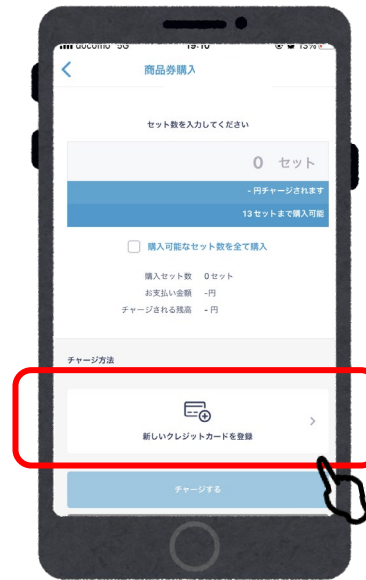 docomo 5G 19:10 13%
商品券購入
セット数を入力してください
0 セット
- 円チャージされます
13セットまで購入可能
購入可能なセット数を全て購入
購入セット数 0セット
お支払い金額 -円
チャージされる残高 - 円
チャージ方法
新しいクレジットカードを登録
チャージする